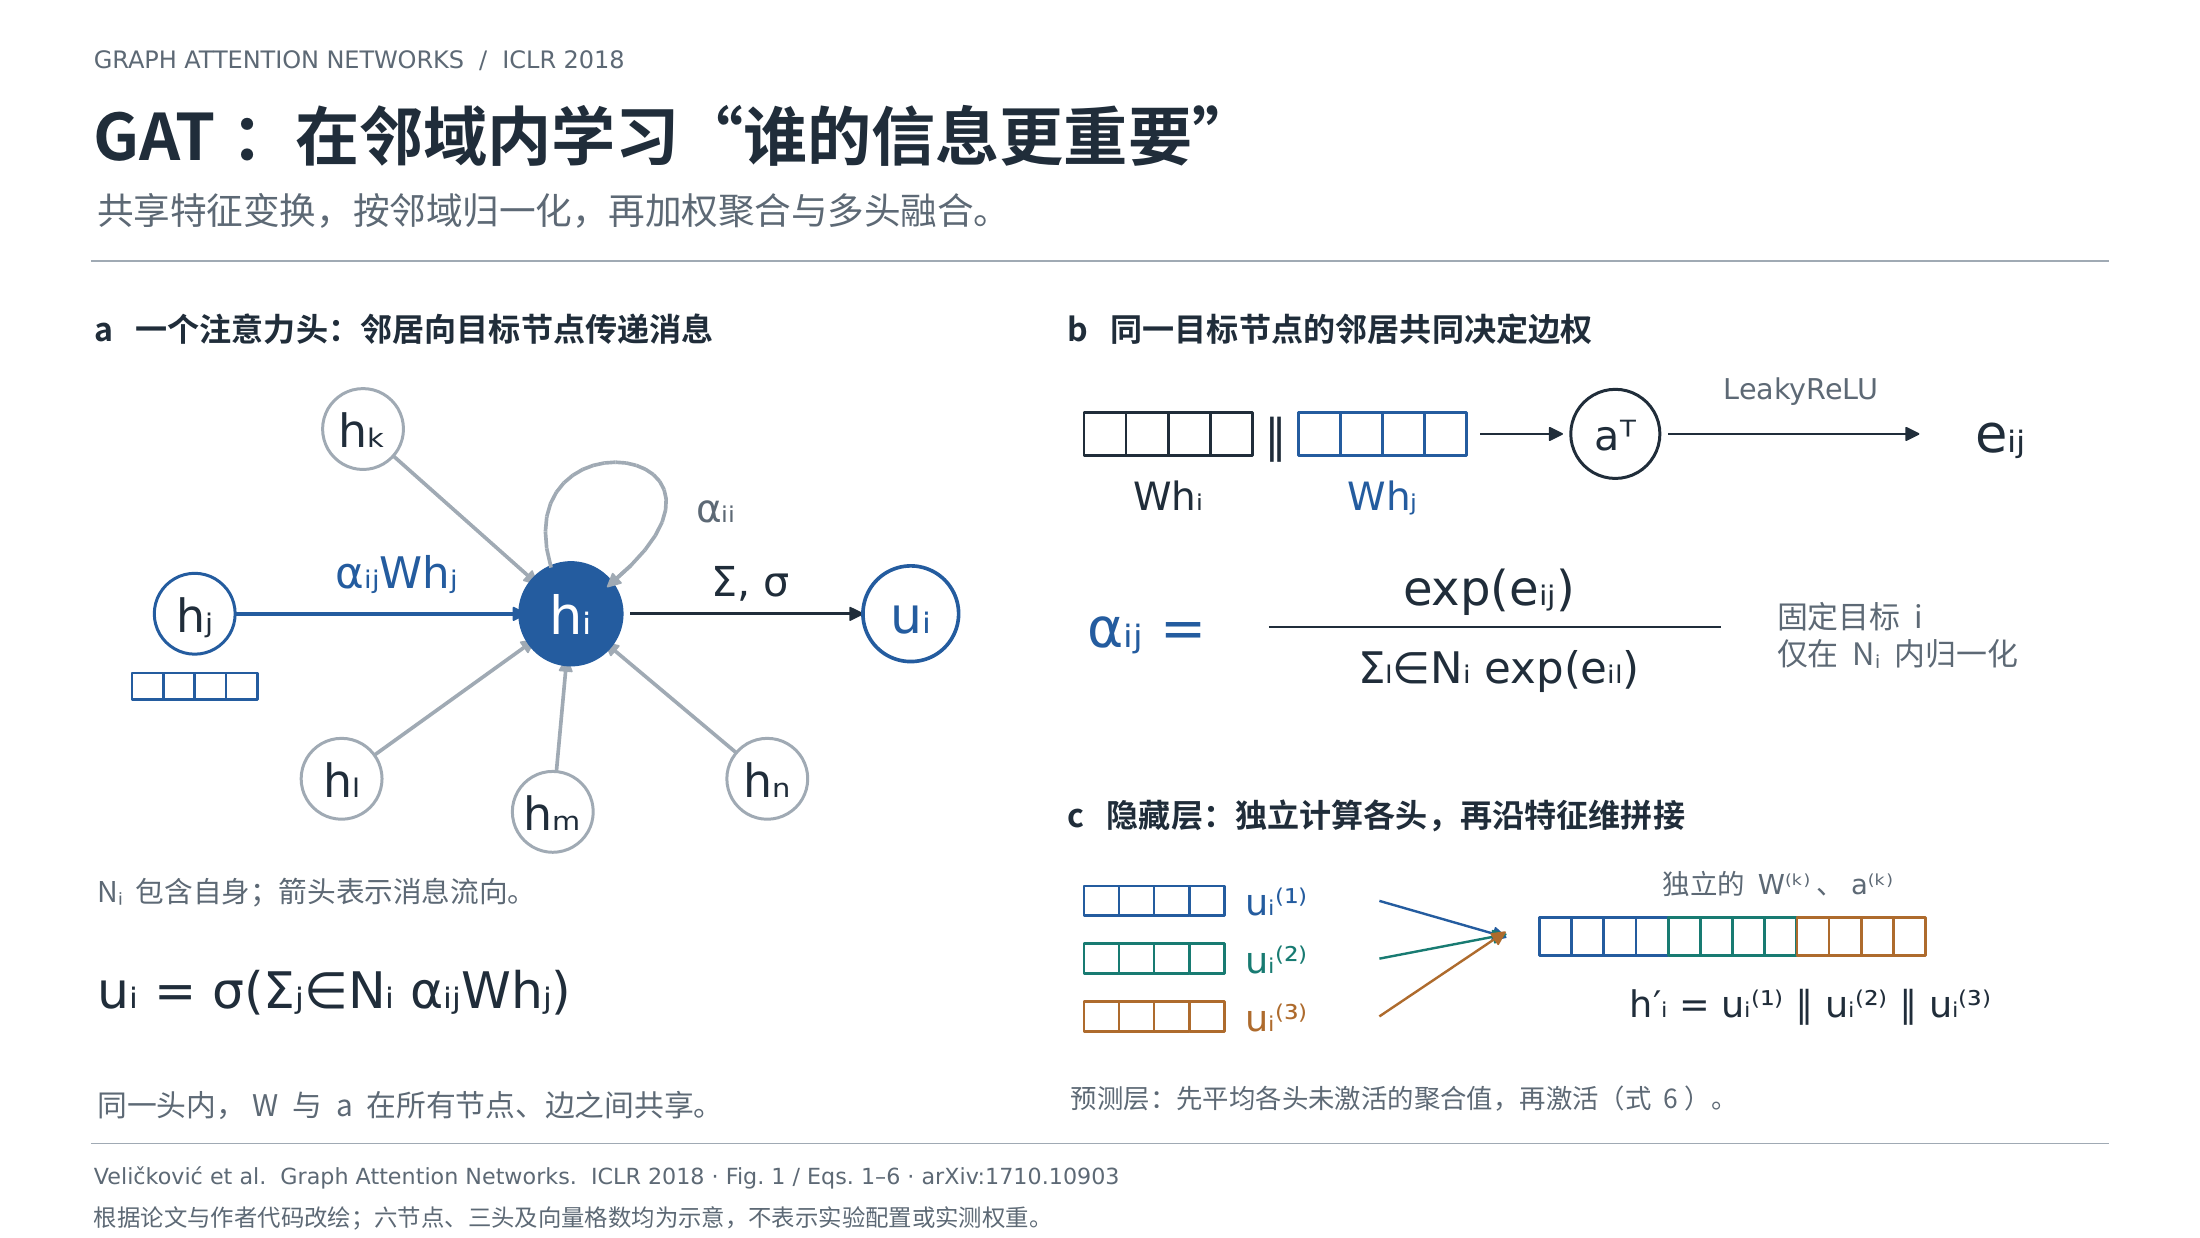 GRAPH ATTENTION NETWORKS / ICLR 2018
GAT：在邻域内学习“谁的信息更重要”
共享特征变换，按邻域归一化，再加权聚合与多头融合。
a 一个注意力头：邻居向目标节点传递消息
hₖ
αᵢᵢ
αᵢⱼWhⱼ
Σ, σ
hⱼ
hᵢ
uᵢ
hₗ
hₘ
hₙ
Nᵢ 包含自身；箭头表示消息流向。
uᵢ = σ(Σⱼ∈Nᵢ αᵢⱼWhⱼ)
同一头内，W 与 a 在所有节点、边之间共享。
b 同一目标节点的邻居共同决定边权
LeakyReLU
‖
aᵀ
eᵢⱼ
Whᵢ
Whⱼ
exp(eᵢⱼ)
αᵢⱼ =
Σₗ∈Nᵢ exp(eᵢₗ)
固定目标 i
仅在 Nᵢ 内归一化
c 隐藏层：独立计算各头，再沿特征维拼接
独立的 W⁽ᵏ⁾、a⁽ᵏ⁾
uᵢ⁽¹⁾
uᵢ⁽²⁾
uᵢ⁽³⁾
h′ᵢ = uᵢ⁽¹⁾ ‖ uᵢ⁽²⁾ ‖ uᵢ⁽³⁾
预测层：先平均各头未激活的聚合值，再激活（式 6）。
Veličković et al. Graph Attention Networks. ICLR 2018 · Fig. 1 / Eqs. 1–6 · arXiv:1710.10903
根据论文与作者代码改绘；六节点、三头及向量格数均为示意，不表示实验配置或实测权重。